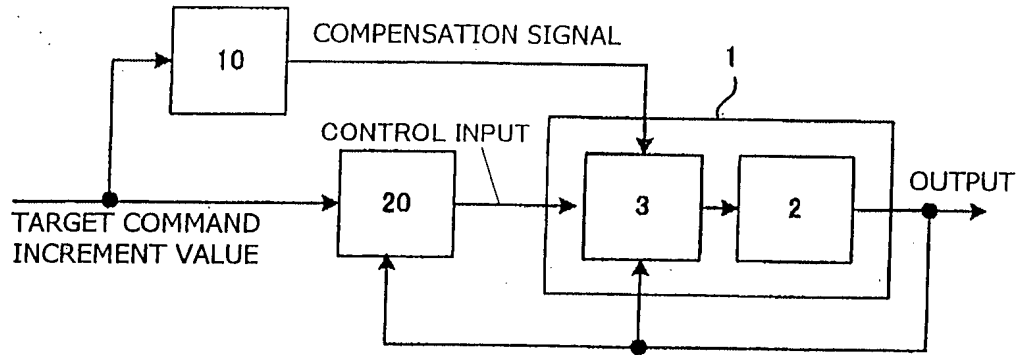 10
COMPENSATION SIGNAL
1
CONTROL INPUT
20
3
2
OUTPUT
TARGET COMMAND
INCREMENT VALUE